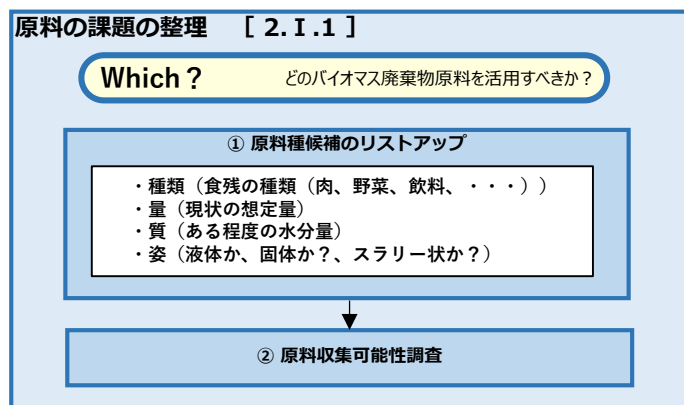 原料の課題の整理 [ 2.Ⅰ.1 ]
Which？ どのバイオマス廃棄物原料を活用すべきか？
① 原料種候補のリストアップ
・種類（食残の種類（肉、野菜、飲料、・・・））
・量（現状の想定量）
・質（ある程度の水分量）
・姿（液体か、固体か？、スラリー状か？）
② 原料収集可能性調査